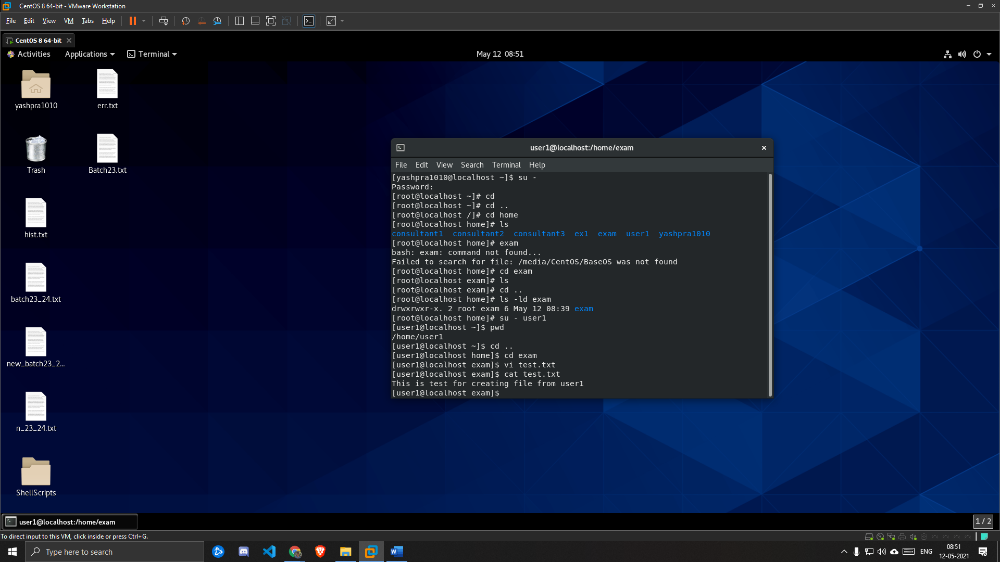 CentOS 8 64-bit - VMware Workstation
File Edit View VM Tabs Help
CentOS 8 64-bit
Activities Applications Terminal May 12 08:51
yashpra1010
err.txt
Trash
Batch23.txt
hist.txt
batch23_24.txt
new_batch23_2...
n_23_24.txt
ShellScripts
user1@localhost:/home/exam
File Edit View Search Terminal Help
[yashpra1010@localhost ~]$ su -
Password:
[root@localhost ~]# cd
[root@localhost ~]# cd ..
[root@localhost /]# cd home
[root@localhost home]# ls
consultant1 consultant2 consultant3 ex1 exam user1 yashpra1010
[root@localhost home]# exam
bash: exam: command not found...
Failed to search for file: /media/CentOS/BaseOS was not found
[root@localhost home]# cd exam
[root@localhost exam]# ls
[root@localhost exam]# cd ..
[root@localhost home]# ls -ld exam
drwxrwxr-x. 2 root exam 6 May 12 08:39 exam
[root@localhost home]# su - user1
[user1@localhost ~]$ pwd
/home/user1
[user1@localhost ~]$ cd ..
[user1@localhost home]$ cd exam
[user1@localhost exam]$ vi test.txt
[user1@localhost exam]$ cat test.txt
This is test for creating file from user1
[user1@localhost exam]$
user1@localhost:/home/exam
1 / 2
To direct input to this VM, click inside or press Ctrl+G.
Type here to search
ENG
08:51
12-05-2021